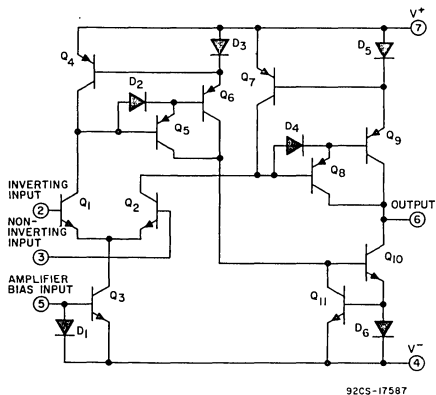 V+
7
Q4
D3
D5
Q7
D2
Q6
Q5
D4
Q9
Q8
INVERTING
INPUT
2
Q1
Q2
OUTPUT
6
NON-
INVERTING
INPUT
3
Q10
AMPLIFIER
BIAS INPUT
5
Q3
Q11
D1
D6
V-
4
92CS-17587